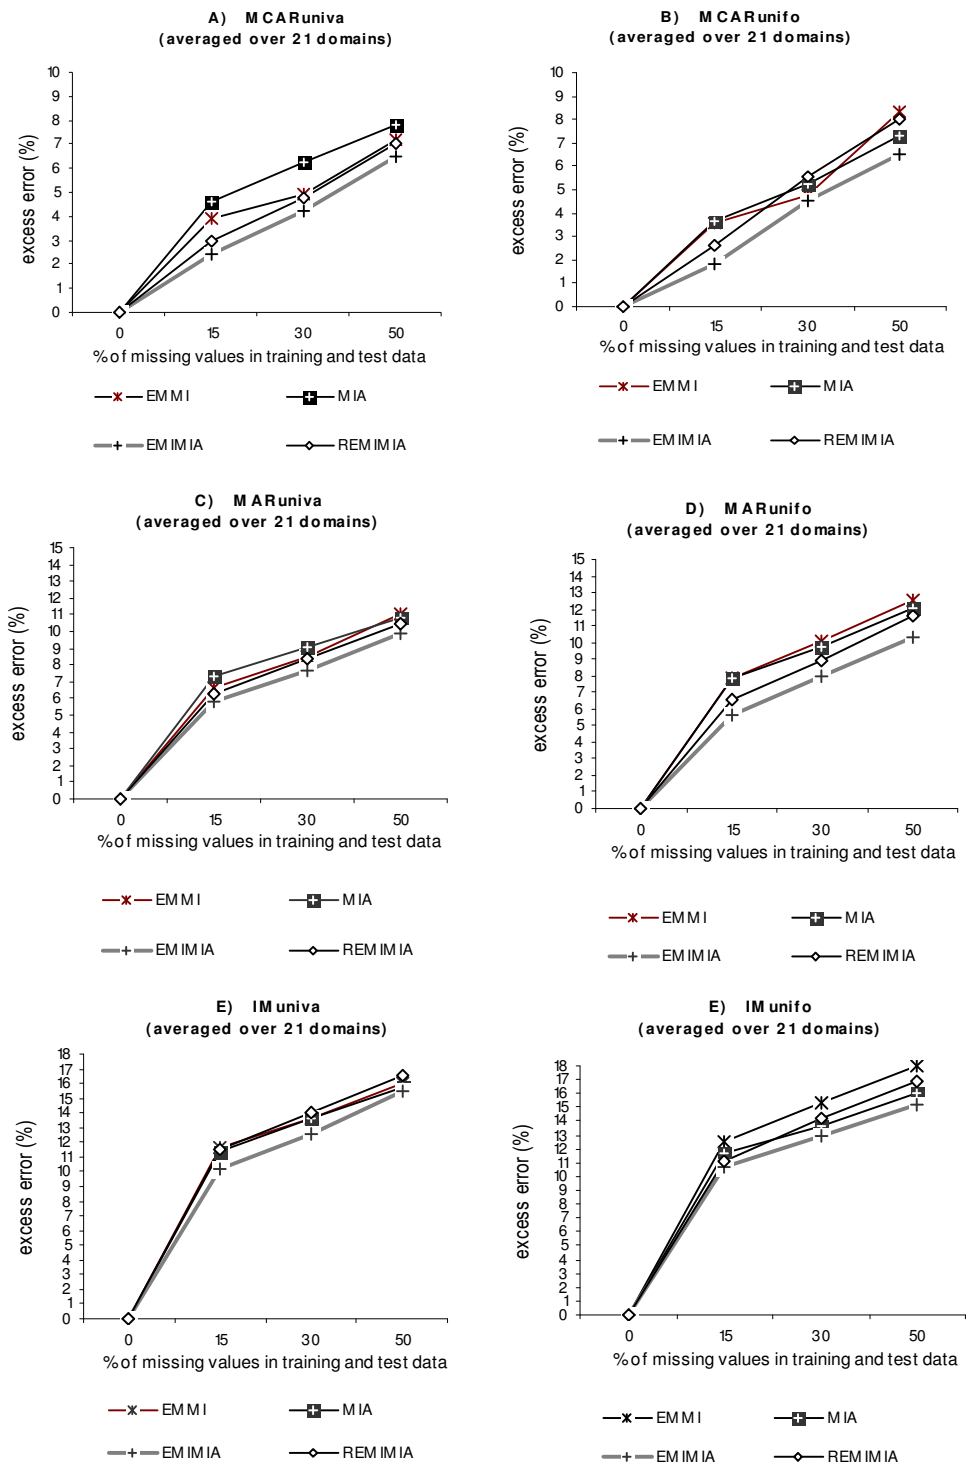 A) MCARuniva
(averaged over 21 domains)
10
9
8
7
6
5
4
3
2
1
0
excess error (%)
0 15 30 50
% of missing values in training and test data
EMMI MIA
EMIMIA REMIMIA
B) MCARunifo
(averaged over 21 domains)
10
9
8
7
6
5
4
3
2
1
0
excess error (%)
0 15 30 50
% of missing values in training and test data
EMMI MIA
EMIMIA REMIMIA
C) MARuniva
(averaged over 21 domains)
15
14
13
12
11
10
9
8
7
6
5
4
3
2
1
0
excess error (%)
0 15 30 50
% of missing values in training and test data
EMMI MIA
EMIMIA REMIMIA
D) MARunifo
(averaged over 21 domains)
15
14
13
12
11
10
9
8
7
6
5
4
3
2
1
0
excess error (%)
0 15 30 50
% of missing values in training and test data
EMMI MIA
EMIMIA REMIMIA
E) IMuniva
(averaged over 21 domains)
18
17
16
15
14
13
12
11
10
9
8
7
6
5
4
3
2
1
0
excess error (%)
0 15 30 50
% of missing values in training and test data
EMMI MIA
EMIMIA REMIMIA
E) IMunifo
(averaged over 21 domains)
18
17
16
15
14
13
12
11
10
9
8
7
6
5
4
3
2
1
0
excess error (%)
0 15 30 50
% of missing values in training and test data
EMMI MIA
EMIMIA REMIMIA